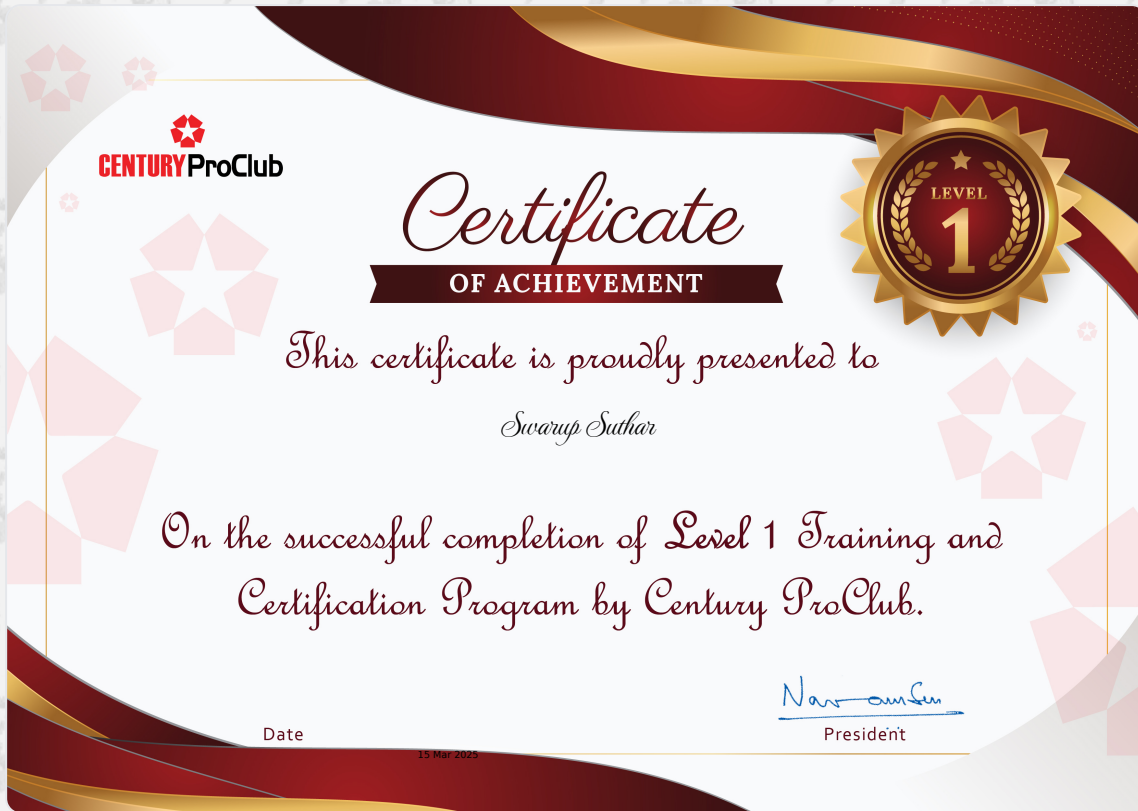 CENTURY ProClub
LEVEL
1
Certificate
OF ACHIEVEMENT
This certificate is proudly presented to
Swarup Suthar
On the successful completion of Level 1 Training and
Certification Program by Century ProClub.
Date
President
15 Mar 2025